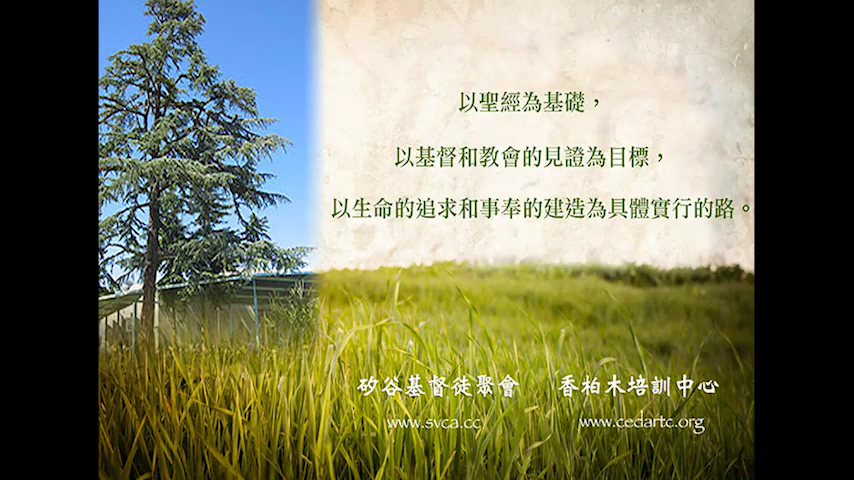 以聖經為基礎，
以基督和教會的見證為目標，
以生命的追求和事奉的建造為具體實行的路。
矽谷基督徒聚會 香柏木培訓中心
www.svca.cc www.cedartc.org